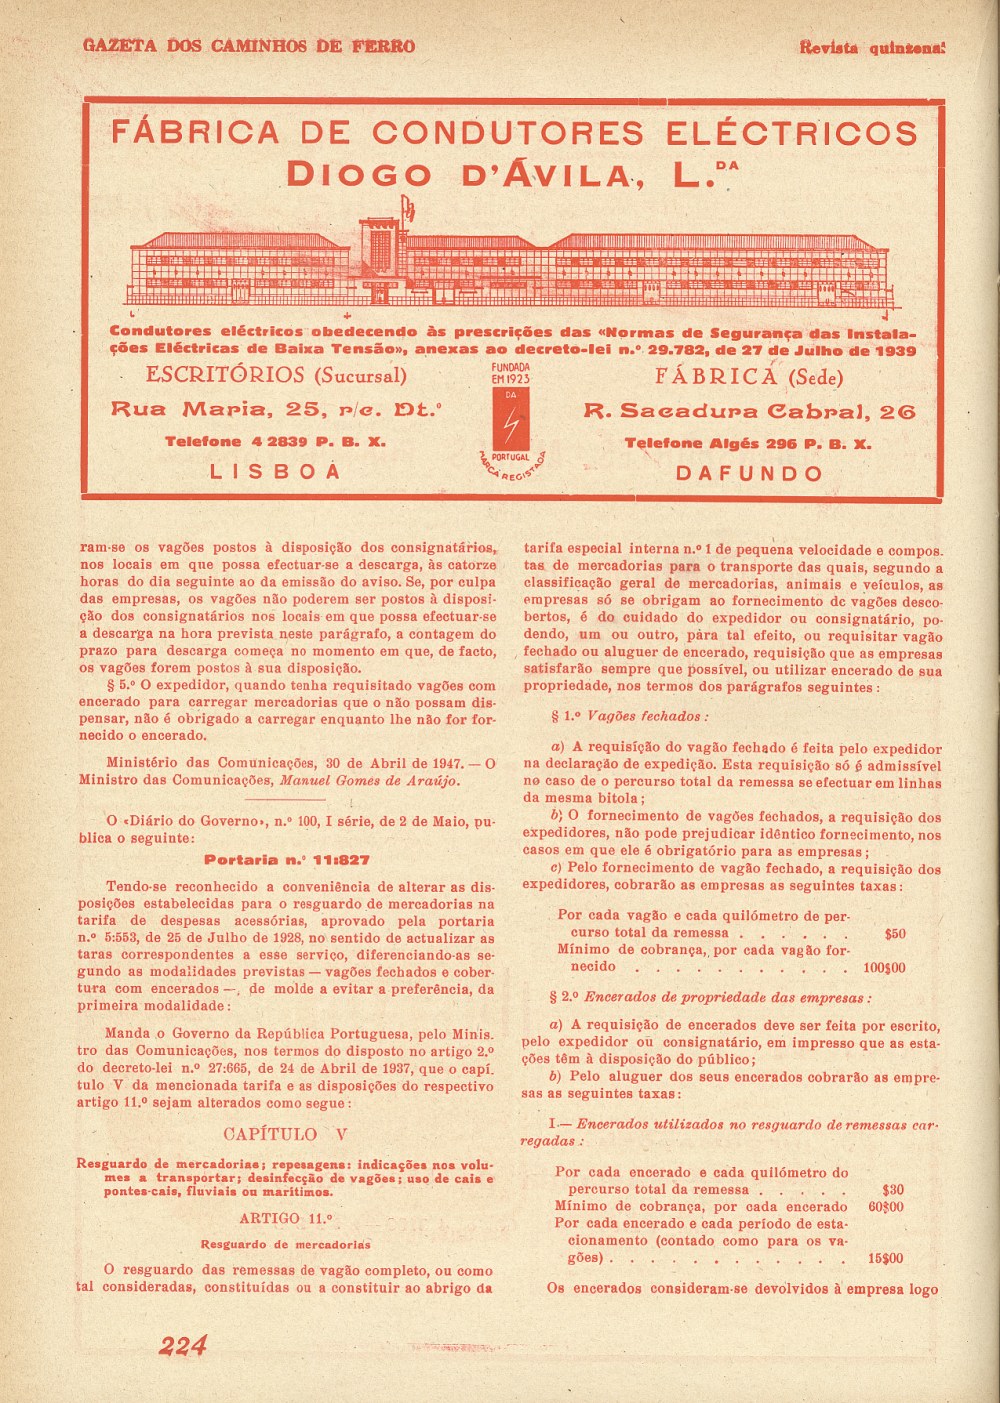 GAZETA DOS CAMINHOS DE FERRO
Revista quinzenal
FÁBRICA DE CONDUTORES ELÉCTRICOS
DIOGO D'ÁVILA, L.DA
Condutores eléctricos obedecendo às prescrições das «Normas de Segurança das Instala-
ções Eléctricas de Baixa Tensão», anexas ao decreto-lei n.º 29.782, de 27 de Julho de 1939
ESCRITÓRIOS (Sucursal)
Rua Maria, 25, r/c. Dt.º
Telefone 4 2839 P. B. X.
LISBOA
FUNDADA
EM 1923
DA
PORTUGAL
MARCA REGISTADA
FÁBRICA (Sede)
R. Sacadura Cabral, 26
Telefone Algés 296 P. B. X.
DAFUNDO
ram-se os vagões postos à disposição dos consignatários,
nos locais em que possa efectuar-se a descarga, às catorze
horas do dia seguinte ao da emissão do aviso. Se, por culpa
das empresas, os vagões não poderem ser postos à disposi-
ção dos consignatários nos locais em que possa efectuar-se
a descarga na hora prevista neste parágrafo, a contagem do
prazo para descarga começa no momento em que, de facto,
os vagões forem postos à sua disposição.
§ 5.º O expedidor, quando tenha requisitado vagões com
encerado para carregar mercadorias que o não possam dis-
pensar, não é obrigado a carregar enquanto lhe não for for-
necido o encerado.
Ministério das Comunicações, 30 de Abril de 1947. — O
Ministro das Comunicações, Manuel Gomes de Araújo.
O «Diário do Governo», n.º 100, I série, de 2 de Maio, pu-
blica o seguinte:
Portaria n.º 11:827
Tendo-se reconhecido a conveniência de alterar as dis-
posições estabelecidas para o resguardo de mercadorias na
tarifa de despesas acessórias, aprovado pela portaria
n.º 5:553, de 25 de Julho de 1928, no sentido de actualizar as
taras correspondentes a esse serviço, diferenciando-as se-
gundo as modalidades previstas — vagões fechados e cober-
tura com encerados —, de molde a evitar a preferência, da
primeira modalidade:
Manda o Governo da República Portuguesa, pelo Minis.
tro das Comunicações, nos termos do disposto no artigo 2.º
do decreto-lei n.º 27:665, de 24 de Abril de 1937, que o capí.
tulo V da mencionada tarifa e as disposições do respectivo
artigo 11.º sejam alterados como segue:
CAPÍTULO V
Resguardo de mercadorias; repesagens: indicações nos volu-
mes a transportar; desinfecção de vagões; uso de cais e
pontes-cais, fluviais ou marítimos.
ARTIGO 11.º
Resguardo de mercadorias
O resguardo das remessas de vagão completo, ou como
tal consideradas, constituídas ou a constituir ao abrigo da
tarifa especial interna n.º 1 de pequena velocidade e compos.
tas de mercadorias para o transporte das quais, segundo a
classificação geral de mercadorias, animais e veículos, as
empresas só se obrigam ao fornecimento de vagões desco-
bertos, é do cuidado do expedidor ou consignatário, po-
dendo, um ou outro, pára tal efeito, ou requisitar vagão
fechado ou aluguer de encerado, requisição que as empresas
satisfarão sempre que possível, ou utilizar encerado de sua
propriedade, nos termos dos parágrafos seguintes:
§ 1.º Vagões fechados:
a) A requisição do vagão fechado é feita pelo expedidor
na declaração de expedição. Esta requisição só é admissível
no caso de o percurso total da remessa se efectuar em linhas
da mesma bitola;
b) O fornecimento de vagões fechados, a requisição dos
expedidores, não pode prejudicar idêntico fornecimento, nos
casos em que ele é obrigatório para as empresas;
c) Pelo fornecimento de vagão fechado, a requisição dos
expedidores, cobrarão as empresas as seguintes taxas:
Por cada vagão e cada quilómetro de per-
curso total da remessa . . . . . . $50
Mínimo de cobrança, por cada vagão for-
necido . . . . . . . . . . . 100$00
§ 2.º Encerados de propriedade das empresas:
a) A requisição de encerados deve ser feita por escrito,
pelo expedidor ou consignatário, em impresso que as esta-
ções têm à disposição do público;
b) Pelo aluguer dos seus encerados cobrarão as empre-
sas as seguintes taxas:
I — Encerados utilizados no resguardo de remessas car-
regadas:
Por cada encerado e cada quilómetro do
percurso total da remessa . . . . . $30
Mínimo de cobrança, por cada encerado 60$00
Por cada encerado e cada período de esta-
cionamento (contado como para os va-
gões) . . . . . . . . . . . . 15$00
Os encerados consideram-se devolvidos à empresa logo
224